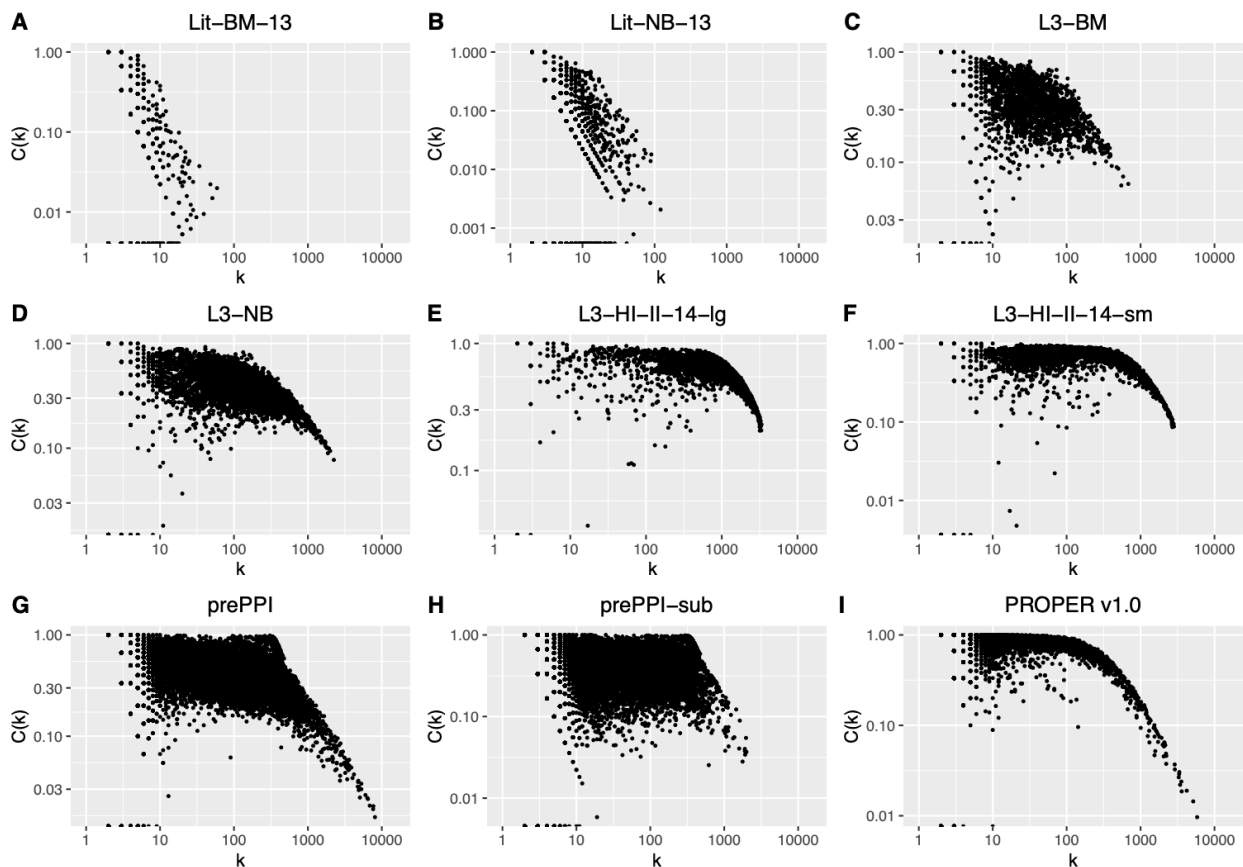 A Lit−BM−13
1.00
0.10
0.01
C(k)
1 10 100 1000 10000
k
B Lit−NB−13
1.000
0.100
0.010
0.001
C(k)
1 10 100 1000 10000
k
C L3−BM
1.00
0.30
0.10
0.03
C(k)
1 10 100 1000 10000
k
D L3−NB
1.00
0.30
0.10
0.03
C(k)
1 10 100 1000 10000
k
E L3−HI−II−14−lg
1.0
0.3
0.1
C(k)
1 10 100 1000 10000
k
F L3−HI−II−14−sm
1.00
0.10
0.01
C(k)
1 10 100 1000 10000
k
G prePPI
1.00
0.30
0.10
0.03
C(k)
1 10 100 1000 10000
k
H prePPI−sub
1.00
0.10
0.01
C(k)
1 10 100 1000 10000
k
I PROPER v1.0
1.00
0.10
0.01
C(k)
1 10 100 1000 10000
k